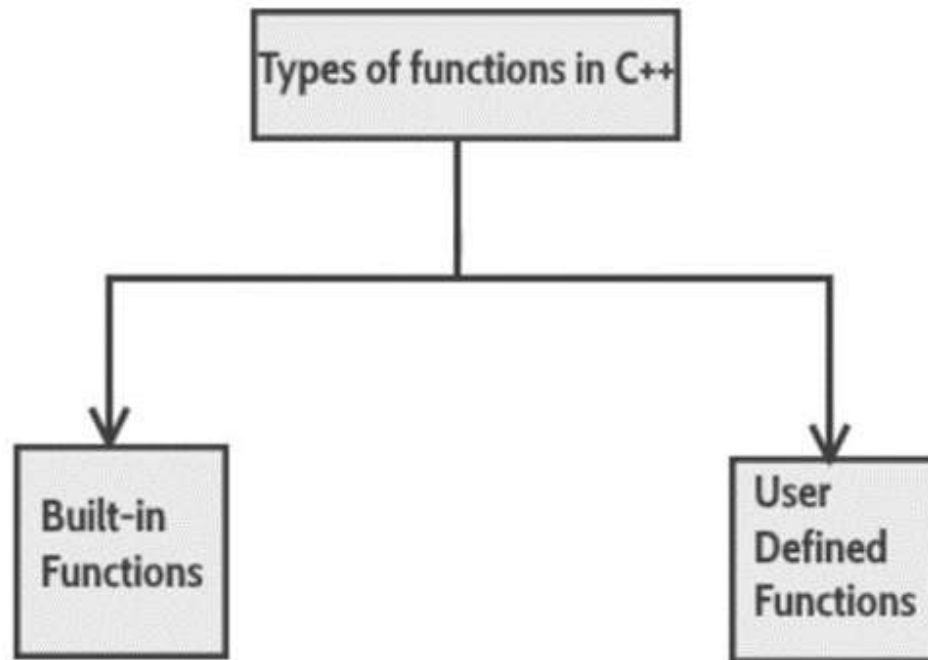 Types of functions in C++
Built-in
Functions
User
Defined
Functions